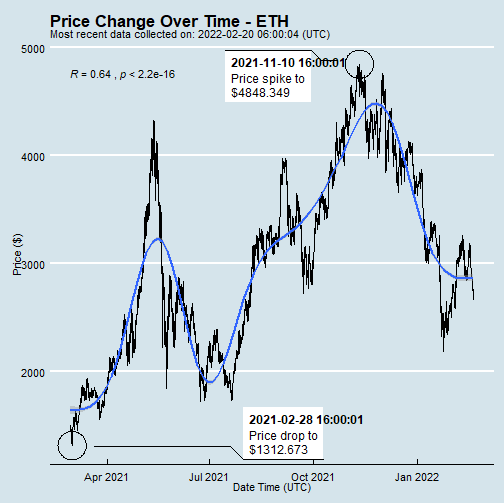 Price Change Over Time - ETH
Most recent data collected on: 2022-02-20 06:00:04 (UTC)
5000
2021-11-10 16:00:01
Price spike to
$4848.349
R = 0.64 , p < 2.2e-16
4000
Price ($)
3000
2000
2021-02-28 16:00:01
Price drop to
$1312.673
Apr 2021
Jul 2021
Oct 2021
Jan 2022
Date Time (UTC)